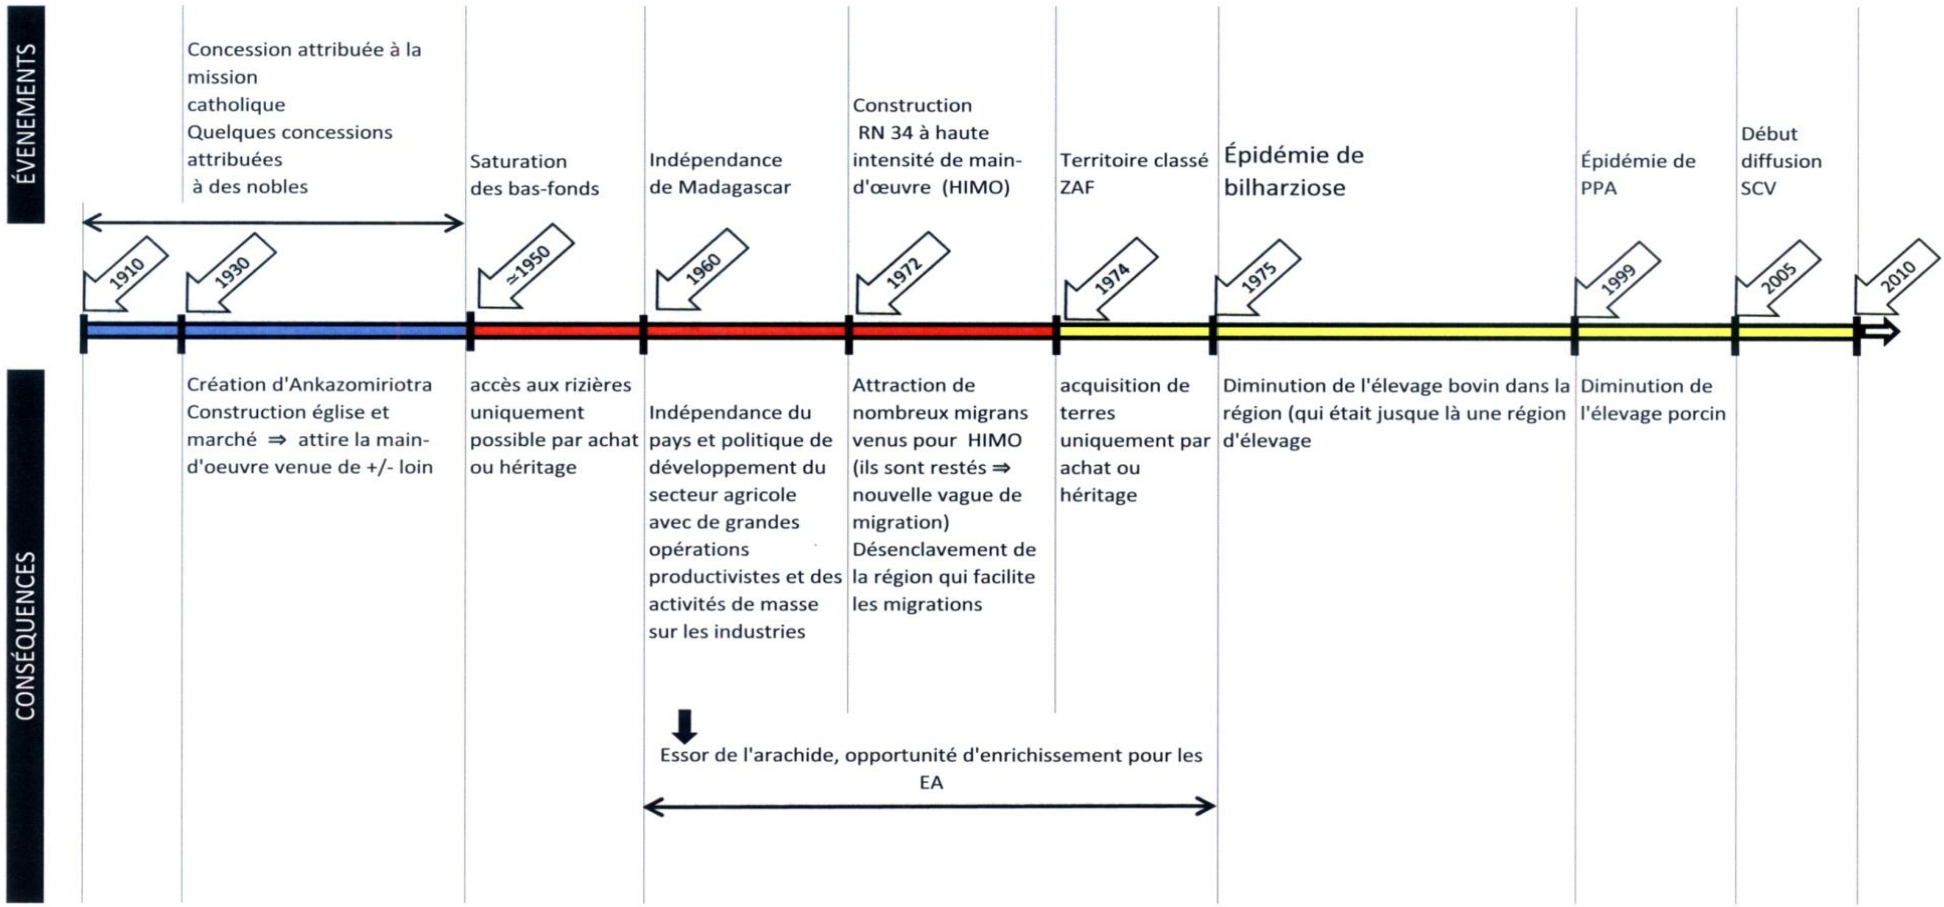 ÉVENEMENTS
Concession attribuée à la
mission
catholique
Quelques concessions
attribuées
à des nobles
Saturation
des bas-fonds
Indépendance
de Madagascar
Construction
RN 34 à haute
intensité de main-
d'œuvre (HIMO)
Territoire classé
ZAF
Épidémie de
bilharziose
Épidémie de
PPA
Début
diffusion
SCV
1910
1930
≃1950
1960
1972
1974
1975
1999
2005
2010
CONSÉQUENCES
Création d'Ankazomiriotra
Construction église et
marché ⇒ attire la main-
d'oeuvre venue de +/- loin
accès aux rizières
uniquement
possible par achat
ou héritage
Indépendance du
pays et politique de
développement du
secteur agricole
avec de grandes
opérations
productivistes et des
activités de masse
sur les industries
Attraction de
nombreux migrans
venus pour HIMO
(ils sont restés ⇒
nouvelle vague de
migration)
Désenclavement de
la région qui facilite
les migrations
acquisition de
terres
uniquement par
achat ou
héritage
Diminution de l'élevage bovin dans la
région (qui était jusque là une région
d'élevage
Diminution de
l'élevage porcin
Essor de l'arachide, opportunité d'enrichissement pour les
EA